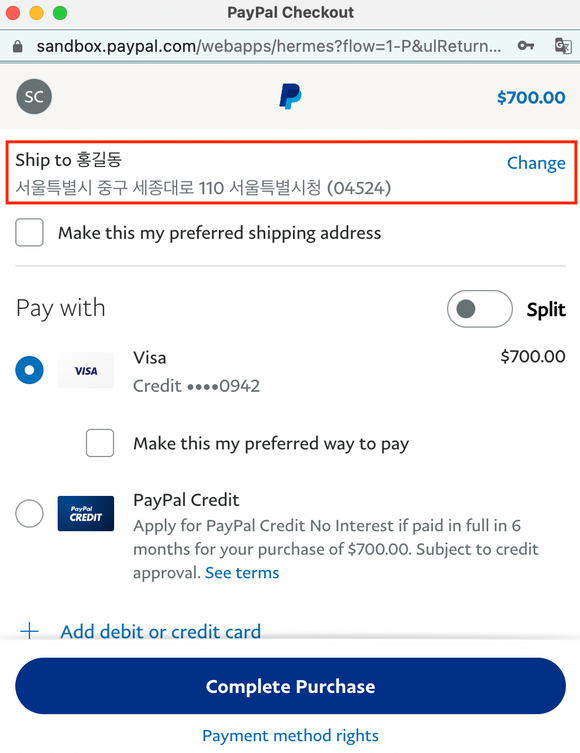 PayPal Checkout
sandbox.paypal.com/webapps/hermes?flow=1-P&ulReturn...
SC
$700.00
Ship to 홍길동
Change
서울특별시 중구 세종대로 110 서울특별시청 (04524)
Make this my preferred shipping address
Pay with
Split
VISA
Visa
$700.00
Credit ••••0942
Make this my preferred way to pay
PayPal
CREDIT
PayPal Credit
Apply for PayPal Credit No Interest if paid in full in 6
months for your purchase of $700.00. Subject to credit
approval. See terms
Add debit or credit card
Complete Purchase
Payment method rights